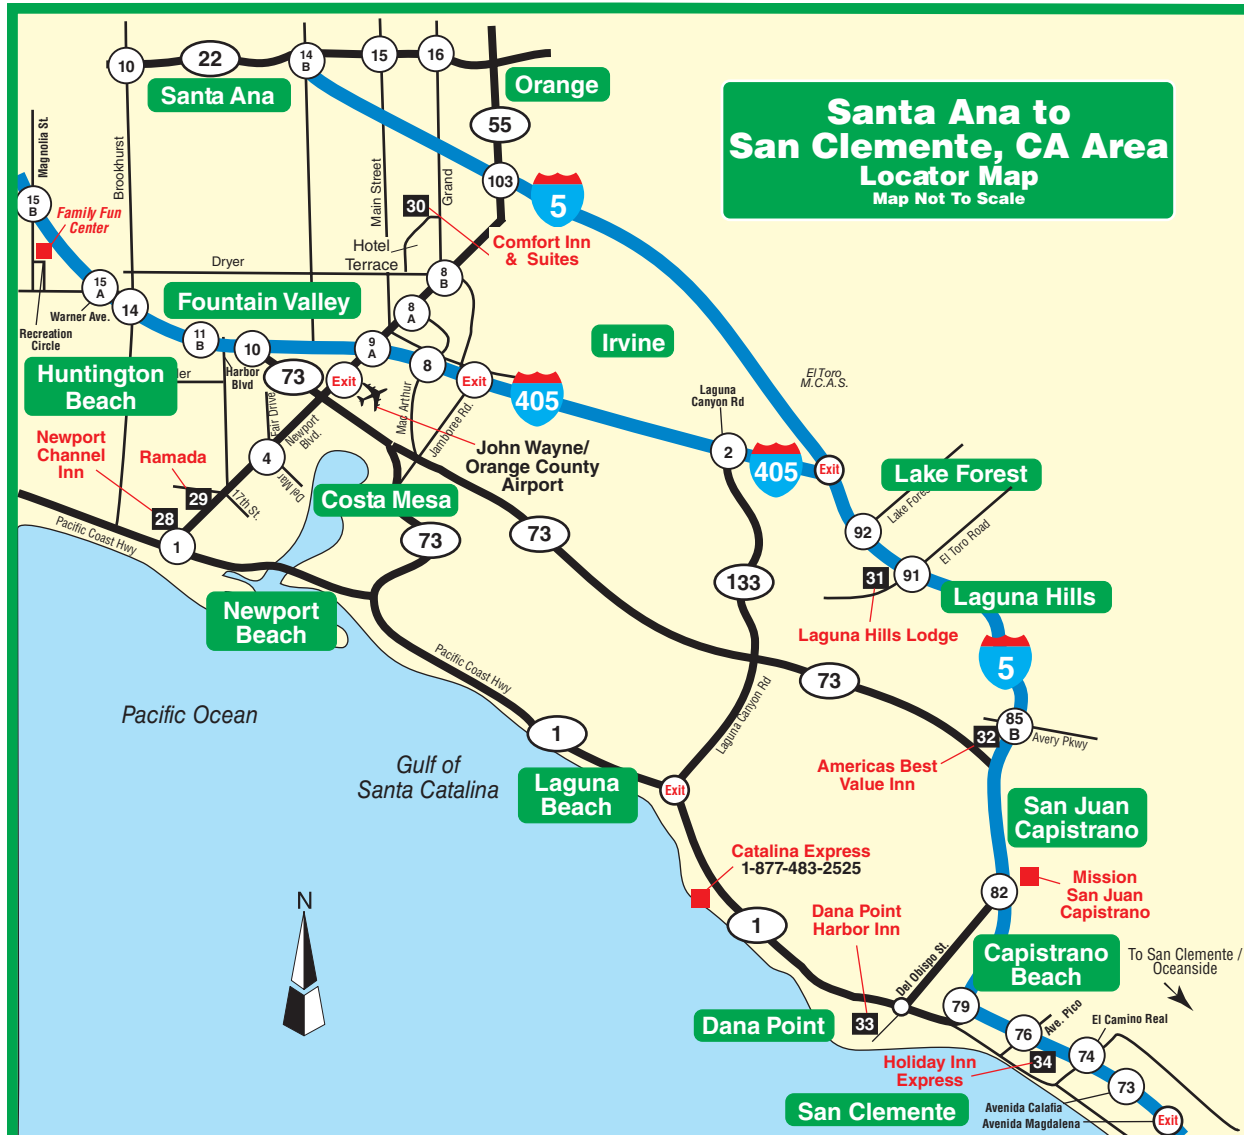 Santa Ana to
San Clemente, CA Area
Locator Map
Map Not To Scale
10
22
14
B
15
16
Santa Ana
Orange
55
103
5
Magnolia St.
Brookhurst
Main Street
Grand
15
B
Family Fun
Center
30
Comfort Inn
& Suites
Hotel
Terrace
Dryer
8
B
15
A
Warner Ave.
14
Fountain Valley
8
A
Recreation
Circle
11
B
10
9
A
8
Exit
Exit
405
Irvine
El Toro
M.C.A.S.
Huntington
Beach
ler
Harbor
Blvd
73
Fair Drive
Newport
Blvd.
Mac Arthur
Jamboree Rd.
Laguna
Canyon Rd
2
405
Exit
Newport
Channel
Inn
Ramada
4
Del Mar
John Wayne/
Orange County
Airport
Lake Forest
Lake Forest
29
17th St.
28
1
Costa Mesa
73
73
92
El Toro Road
Pacific Coast Hwy
133
31
91
Laguna Hills
Laguna Hills Lodge
Newport
Beach
5
Pacific Coast Hwy
73
Laguna Canyon Rd
85
B
32
Avery Pkwy
Pacific Ocean
1
Gulf of
Santa Catalina
Americas Best
Value Inn
Laguna
Beach
Exit
San Juan
Capistrano
Catalina Express
1-877-483-2525
82
Mission
San Juan
Capistrano
N
1
Dana Point
Harbor Inn
Del Obispo St.
Capistrano
Beach
To San Clemente /
Oceanside
79
Dana Point
33
76
Ave. Pico
El Camino Real
34
74
Holiday Inn
Express
73
San Clemente
Avenida Calafia
Avenida Magdalena
Exit